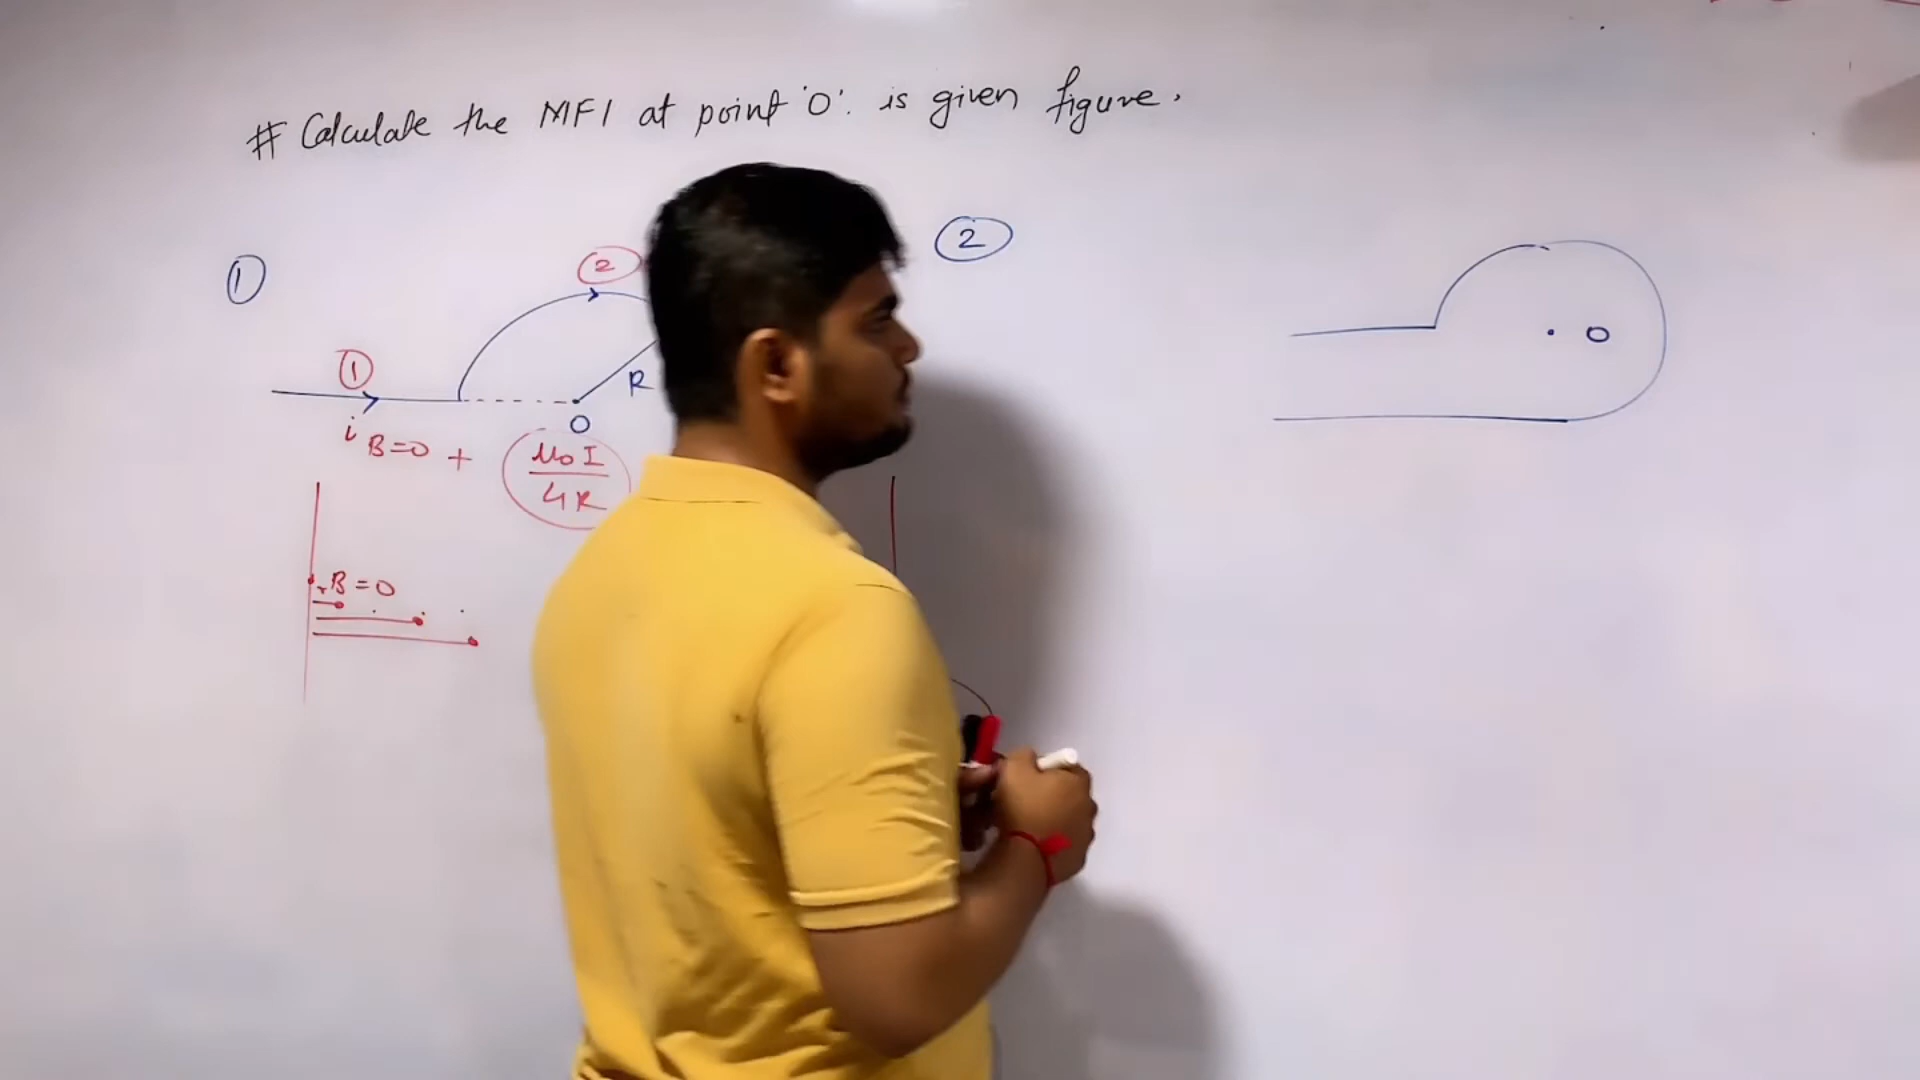 # Calculate the MFI at point 'O'. is given figure.
1
2
2
1
R
O
O
i
B=0 + μ₀I/4R
B=0